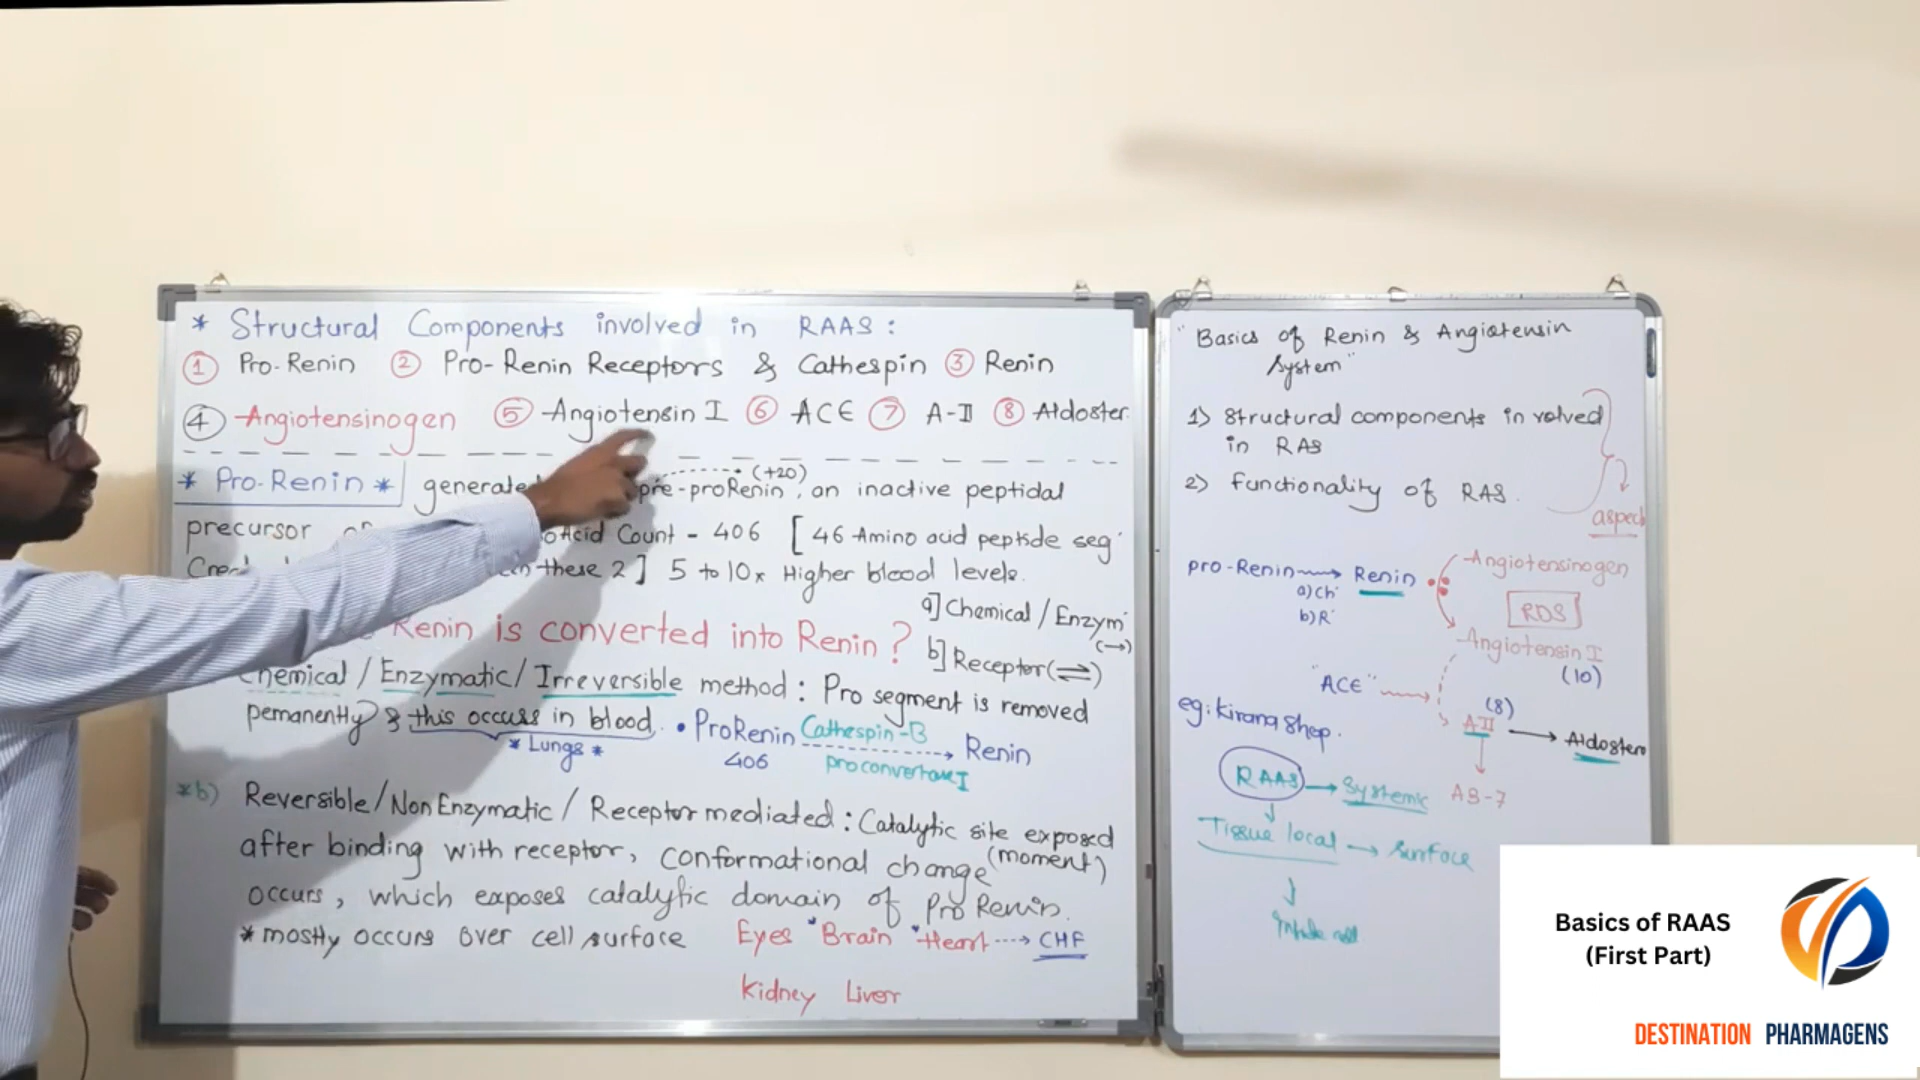 * Structural Components involved in RAAS :
① Pro-Renin ② Pro-Renin Receptors & Cathespin ③ Renin
④ Angiotensinogen ⑤ Angiotensin I ⑥ ACE ⑦ A-II ⑧ Aldoster.
* Pro-Renin * generated pre-proRenin, an inactive peptidal
(+20)
precursor Acid Count - 406 [ 46 Amino acid peptide seg
these 2 ] 5 to 10x Higher blood levels.
Renin is converted into Renin ?
a] Chemical / Enzym
(→)
b] Receptor (⇌)
Chemical / Enzymatic / Irreversible method : Pro segment is removed
pemanently & this occurs in blood.
* Lungs *
• ProRenin Cathespin-B Renin
406 proconvertase I
*b) Reversible / Non Enzymatic / Receptor mediated : Catalytic site exposed
after binding with receptor, conformational change (moment)
occurs, which exposes catalytic domain of Pro Renin.
* mostly occurs over cell surface Eyes *Brain *Heart ---> CHF
Kidney Liver
"Basics of Renin & Angiotensin
System"
1) Structural components involved
in RAS
2) functionality of RAS.
aspect
pro-Renin → Renin
a) Ch
b) R
Angiotensinogen
RDS
Angiotensin I
(10)
"ACE"
(8)
eg: kirana shop.
AII → Aldostero
RAAS → Systemic A3-7
Tissue local → Surface
Basics of RAAS
(First Part)
DESTINATION PHARMAGENS